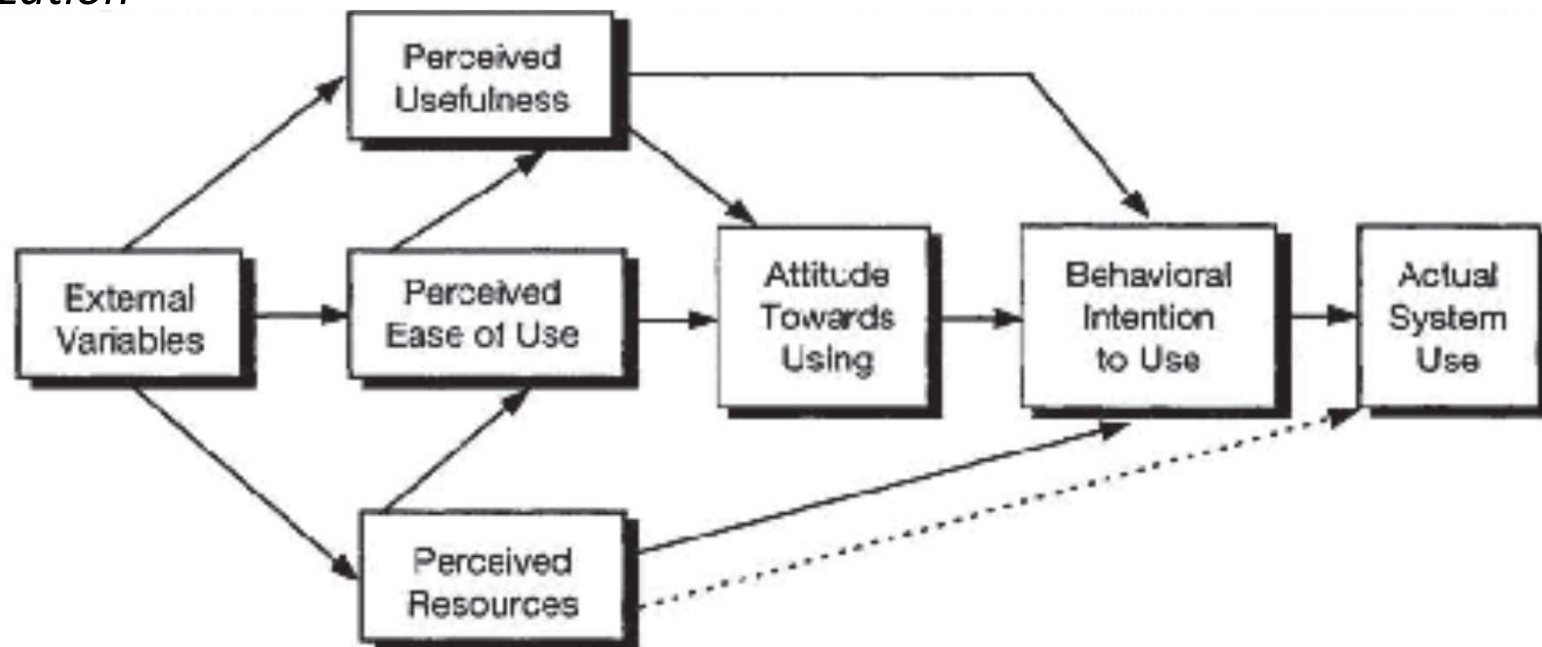 Perceived
Usefulness
External
Variables
Perceived
Ease of Use
Attitude
Towards
Using
Behavioral
Intention
to Use
Actual
System
Use
Perceived
Resources